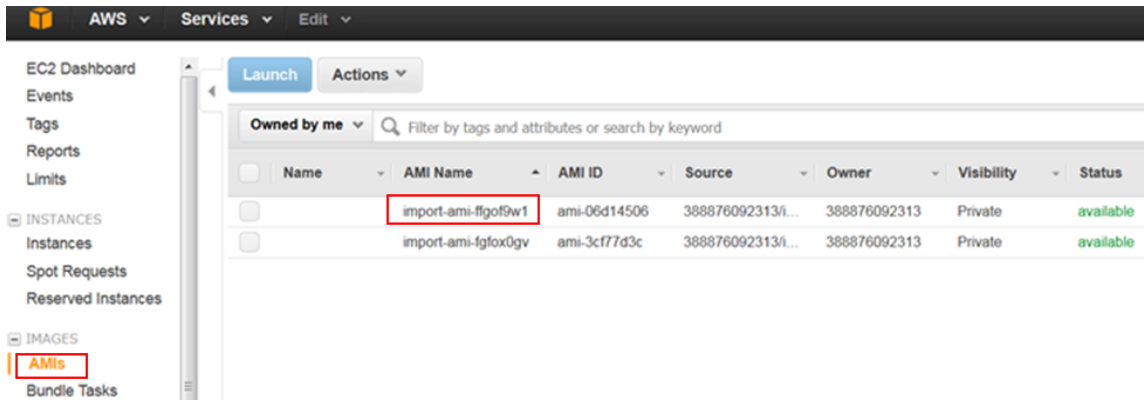 AWS Services Edit
EC2 Dashboard
Events
Tags
Reports
Limits
INSTANCES
Instances
Spot Requests
Reserved Instances
IMAGES
AMIs
Bundle Tasks
Launch Actions
Owned by me Filter by tags and attributes or search by keyword
Name AMI Name AMI ID Source Owner Visibility Status
import-ami-ffgof9w1 ami-06d14506 388876092313/i... 388876092313 Private available
import-ami-fgfox0gv ami-3cf77d3c 388876092313/i... 388876092313 Private available